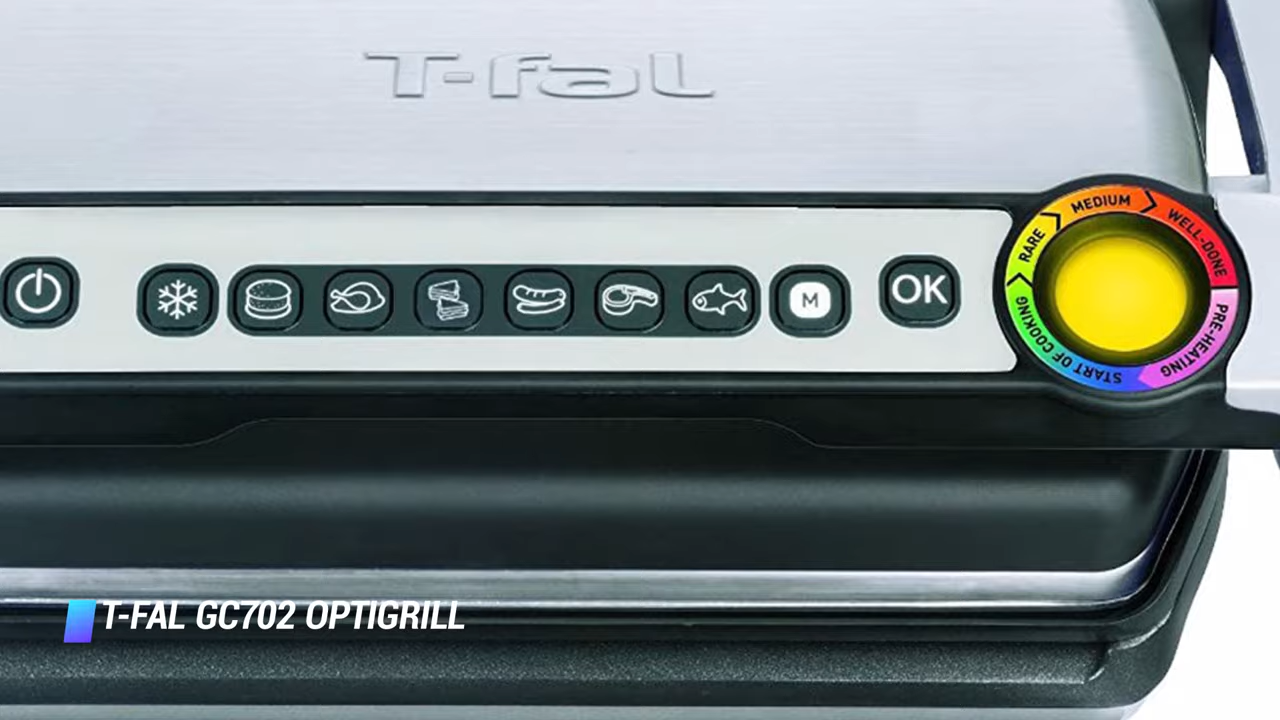 T-fal
M
OK
RARE
MEDIUM
WELL-DONE
PRE-HEATING
START OF COOKING
T-FAL GC702 OPTIGRILL